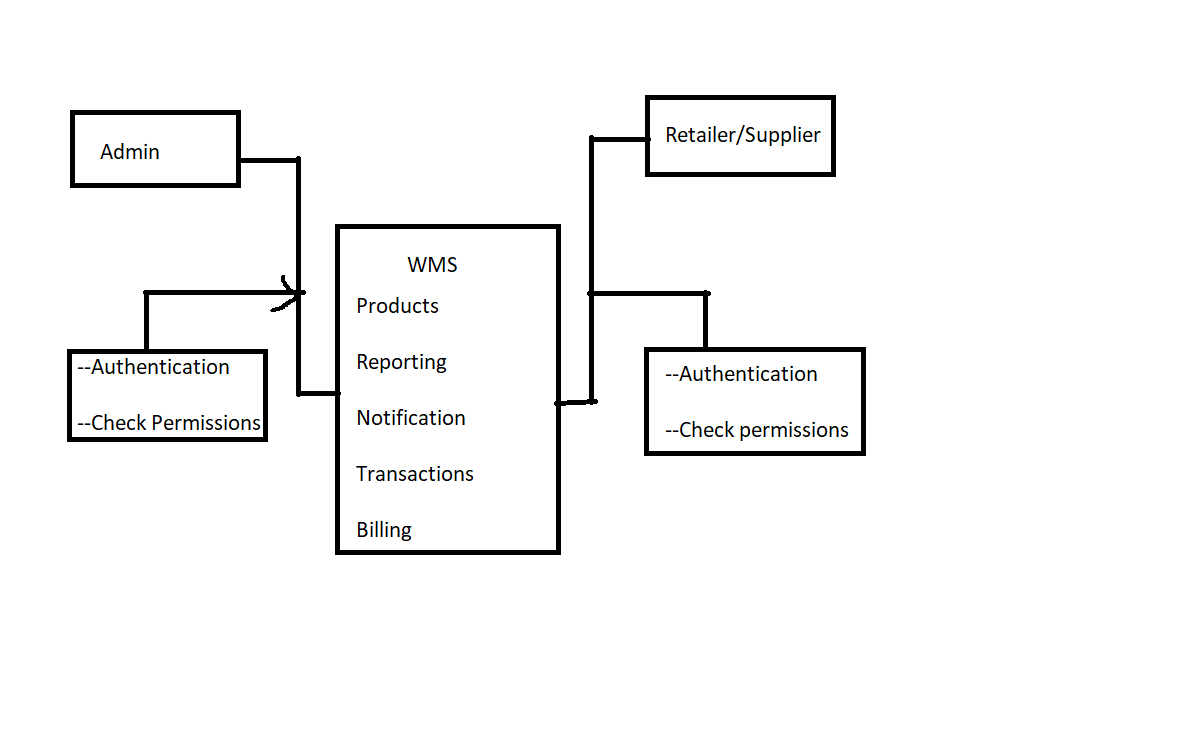 Admin
Retailer/Supplier
WMS
Products
Reporting
Notification
Transactions
Billing
--Authentication
--Check Permissions
--Authentication
--Check permissions